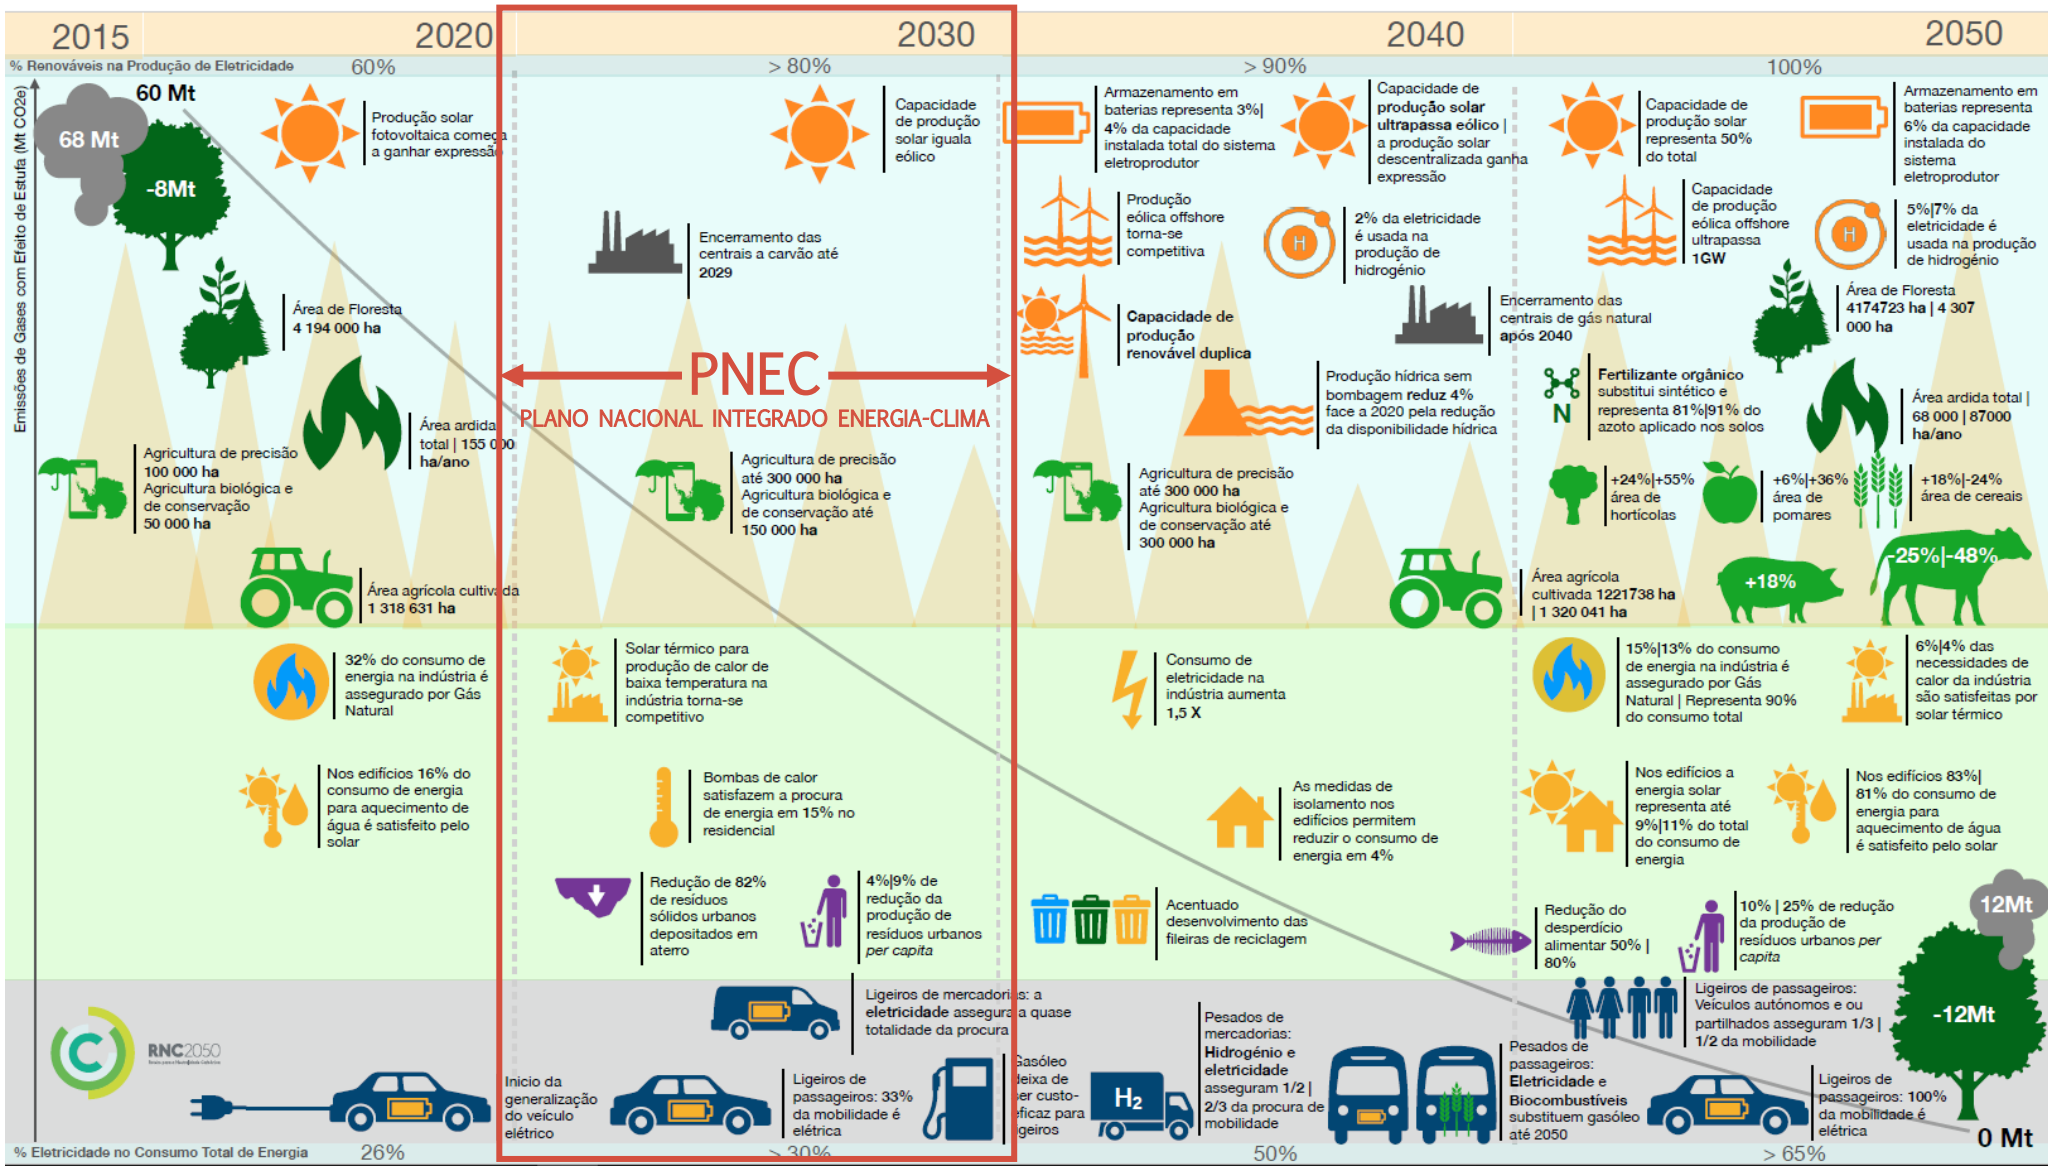 2015
2020
2030
2040
2050
% Renováveis na Produção de Eletricidade
60%
> 80%
> 90%
100%
Emissões de Gases com Efeito de Estufa (Mt CO2e)
68 Mt
60 Mt
-8Mt
Produção solar
fotovoltaica começa
a ganhar expressão
Área de Floresta
4 194 000 ha
Área ardida
total | 155 000
ha/ano
Agricultura de precisão
100 000 ha
Agricultura biológica e
de conservação
50 000 ha
Área agrícola cultivada
1 318 631 ha
32% do consumo de
energia na indústria é
assegurado por Gás
Natural
Nos edifícios 16% do
consumo de energia
para aquecimento de
água é satisfeito pelo
solar
RNC2050
Inicio da
generalização
do veículo
elétrico
Capacidade
de produção
solar iguala
eólico
Encerramento das
centrais a carvão até
2029
PNEC
PLANO NACIONAL INTEGRADO ENERGIA-CLIMA
Agricultura de precisão
até 300 000 ha
Agricultura biológica e
de conservação até
150 000 ha
Solar térmico para
produção de calor de
baixa temperatura na
indústria torna-se
competitivo
Bombas de calor
satisfazem a procura
de energia em 15% no
residencial
Redução de 82%
de resíduos
sólidos urbanos
depositados em
aterro
4%|9% de
redução da
produção de
resíduos urbanos
per capita
Ligeiros de mercadorias: a
eletricidade assegura a quase
totalidade da procura
Ligeiros de
passageiros: 33%
da mobilidade é
elétrica
Gasóleo
deixa de
ser custo-
eficaz para
ligeiros
Armazenamento em
baterias representa 3%|
4% da capacidade
instalada total do sistema
eletroprodutor
Capacidade de
produção solar
ultrapassa eólico |
a produção solar
descentralizada ganha
expressão
Produção
eólica offshore
torna-se
competitiva
2% da eletricidade
é usada na
produção de
hidrogénio
H
Capacidade de
produção
renovável duplica
Encerramento das
centrais de gás natural
após 2040
Produção hídrica sem
bombagem reduz 4%
face a 2020 pela redução
da disponibilidade hídrica
Agricultura de precisão
até 300 000 ha
Agricultura biológica e
de conservação até
300 000 ha
Consumo de
eletricidade na
indústria aumenta
1,5 X
As medidas de
isolamento nos
edifícios permitem
reduzir o consumo de
energia em 4%
Acentuado
desenvolvimento das
fileiras de reciclagem
H2
Pesados de
mercadorias:
Hidrogénio e
eletricidade
asseguram 1/2 |
2/3 da procura de
mobilidade
Pesados de
passageiros:
Eletricidade e
Biocombustíveis
substituem gasóleo
até 2050
Capacidade de
produção solar
representa 50%
do total
Armazenamento em
baterias representa
6% da capacidade
instalada do
sistema
eletroprodutor
Capacidade
de produção
eólica offshore
ultrapassa
1GW
H
5%|7% da
eletricidade é
usada na produção
de hidrogénio
Área de Floresta
4174723 ha | 4 307
000 ha
N
Fertilizante orgânico
substitui sintético e
representa 81%|91% do
azoto aplicado nos solos
Área ardida total |
68 000 | 87000
ha/ano
+24%|+55%
área de
hortícolas
+6%|+36%
área de
pomares
+18%|-24%
área de cereais
Área agrícola
cultivada 1221738 ha
| 1 320 041 ha
+18%
-25%|-48%
15%|13% do consumo
de energia na indústria é
assegurado por Gás
Natural | Representa 90%
do consumo total
6%|4% das
necessidades de
calor da indústria
são satisfeitas por
solar térmico
Nos edifícios a
energia solar
representa até
9%|11% do total
do consumo de
energia
Nos edifícios 83%|
81% do consumo de
energia para
aquecimento de água
é satisfeito pelo solar
Redução do
desperdício
alimentar 50% |
80%
10% | 25% de redução
da produção de
resíduos urbanos per
capita
12Mt
-12Mt
Ligeiros de passageiros:
Veículos autónomos e ou
partilhados asseguram 1/3 |
1/2 da mobilidade
Ligeiros de
passageiros: 100%
da mobilidade é
elétrica
0 Mt
% Eletricidade no Consumo Total de Energia
26%
> 30%
50%
> 65%